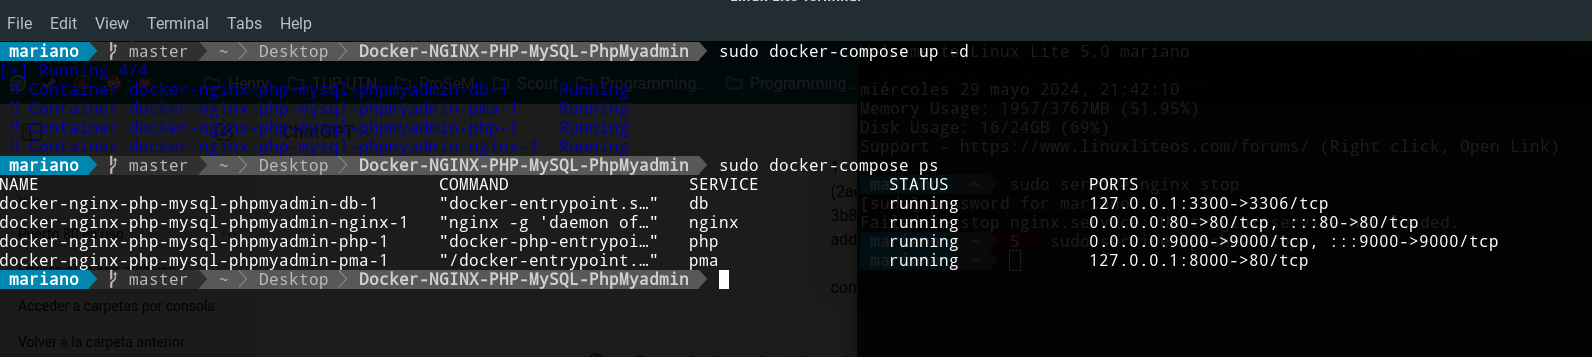 File Edit View Terminal Tabs Help
mariano master ~ Desktop Docker-NGINX-PHP-MySQL-PhpMyadmin sudo docker-compose up -d
Linux Lite 5.0 mariano
Running 4/4
Henry TUP-UTN ProSeM Scout Programming... Programming...
Container docker-nginx-php-mysql-phpmyadmin-db-1 Running
miércoles 29 mayo 2024, 21:42:10
Container docker-nginx-php-mysql-phpmyadmin-pma-1 Running
Memory Usage: 1957/3767MB (51.95%)
Container docker-nginx-php-mysql-phpmyadmin-php-1 Running
ChatGPT
Disk Usage: 16/24GB (69%)
Container docker-nginx-php-mysql-phpmyadmin-nginx-1 Running
Support - https://www.linuxliteos.com/forums/ (Right click, Open Link)
mariano master ~ Desktop Docker-NGINX-PHP-MySQL-PhpMyadmin sudo docker-compose ps
NAME COMMAND SERVICE STATUS PORTS
docker-nginx-php-mysql-phpmyadmin-db-1 "docker-entrypoint.s…" db running 127.0.0.1:3300->3306/tcp
docker-nginx-php-mysql-phpmyadmin-nginx-1 "nginx -g 'daemon of…" nginx running 0.0.0.0:80->80/tcp, :::80->80/tcp
docker-nginx-php-mysql-phpmyadmin-php-1 "docker-php-entrypoi…" php running 0.0.0.0:9000->9000/tcp, :::9000->9000/tcp
docker-nginx-php-mysql-phpmyadmin-pma-1 "/docker-entrypoint.…" pma running 127.0.0.1:8000->80/tcp
mariano master ~ Desktop Docker-NGINX-PHP-MySQL-PhpMyadmin
Acceder a carpetas por consola
Volver a la carpeta anterior